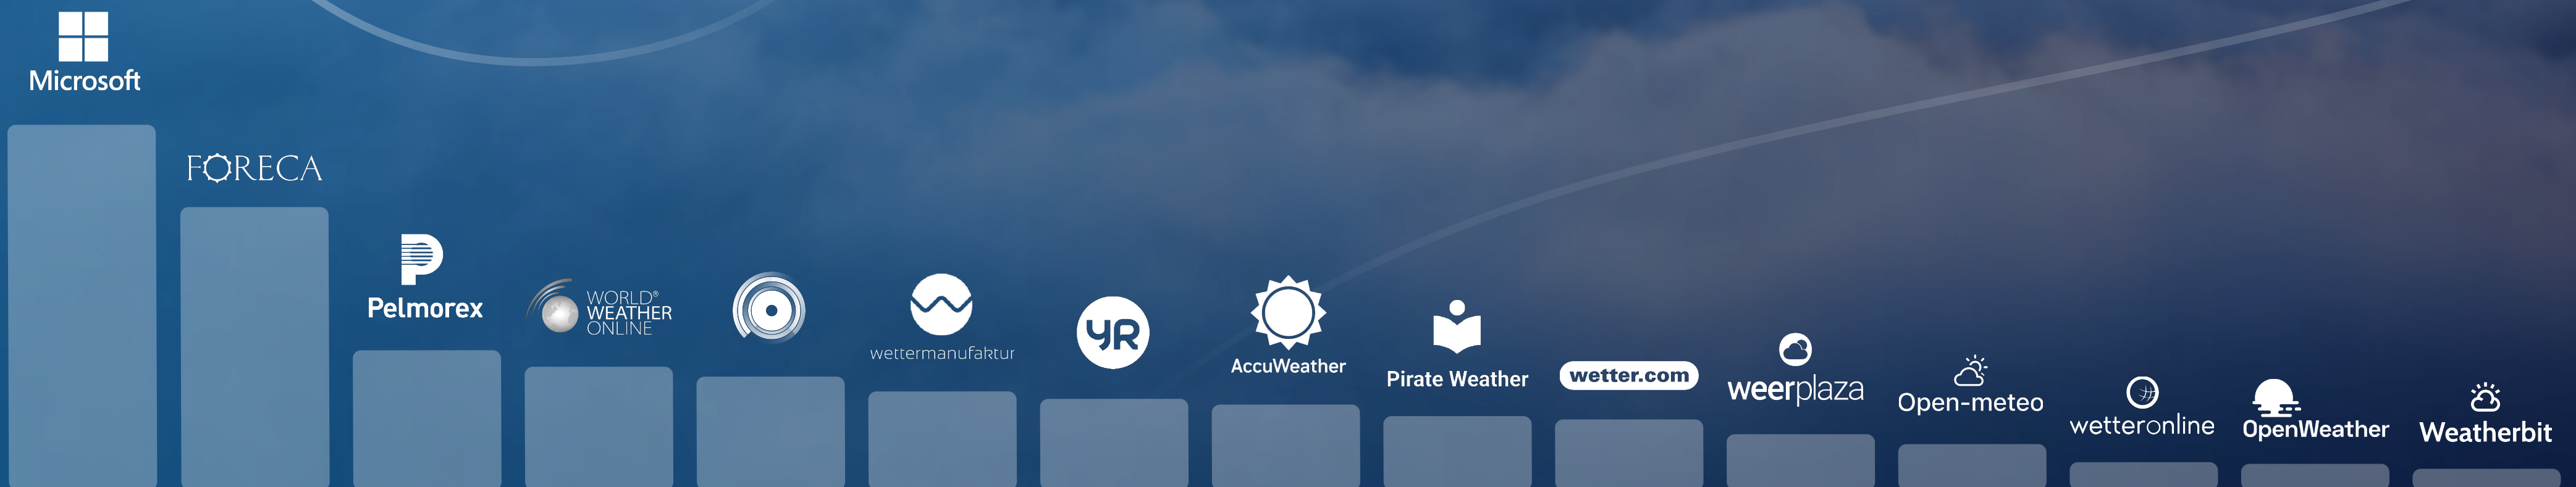 Microsoft
FORECA
Pelmorex
WORLD®
WEATHER
ONLINE
wettermanufaktur
YR
AccuWeather
Pirate Weather
wetter.com
weerplaza
Open-meteo
wetteronline
OpenWeather
Weatherbit